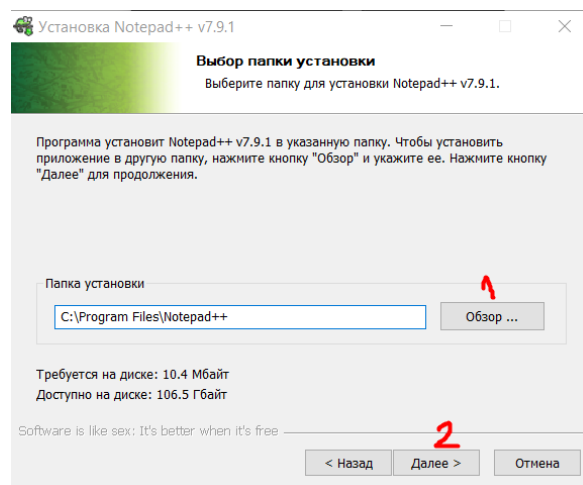 Установка Notepad++ v7.9.1
Выбор папки установки
Выберите папку для установки Notepad++ v7.9.1.
Программа установит Notepad++ v7.9.1 в указанную папку. Чтобы установить
приложение в другую папку, нажмите кнопку "Обзор" и укажите ее. Нажмите кнопку
"Далее" для продолжения.
Папка установки
1
C:\Program Files\Notepad++
Обзор ...
Требуется на диске: 10.4 Мбайт
Доступно на диске: 106.5 Гбайт
Software is like sex: It's better when it's free
2
< Назад
Далее >
Отмена